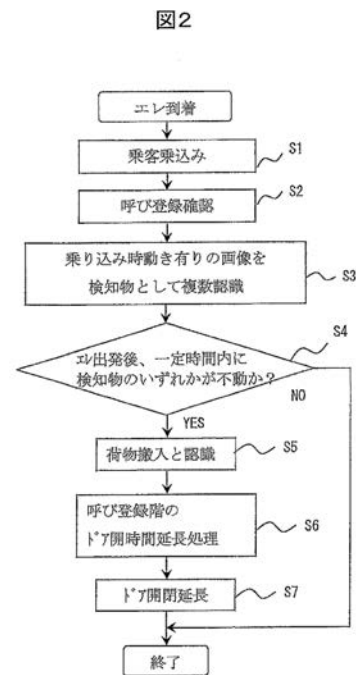 図2
エレ到着
乗客乗込み
S1
呼び登録確認
S2
乗り込み時動き有りの画像を
検知物として複数認識
S3
エレ出発後、一定時間内に
検知物のいずれかが不動か?
S4
NO
YES
荷物搬入と認識
S5
呼び登録階の
ドア開時間延長処理
S6
ドア開閉延長
S7
終了